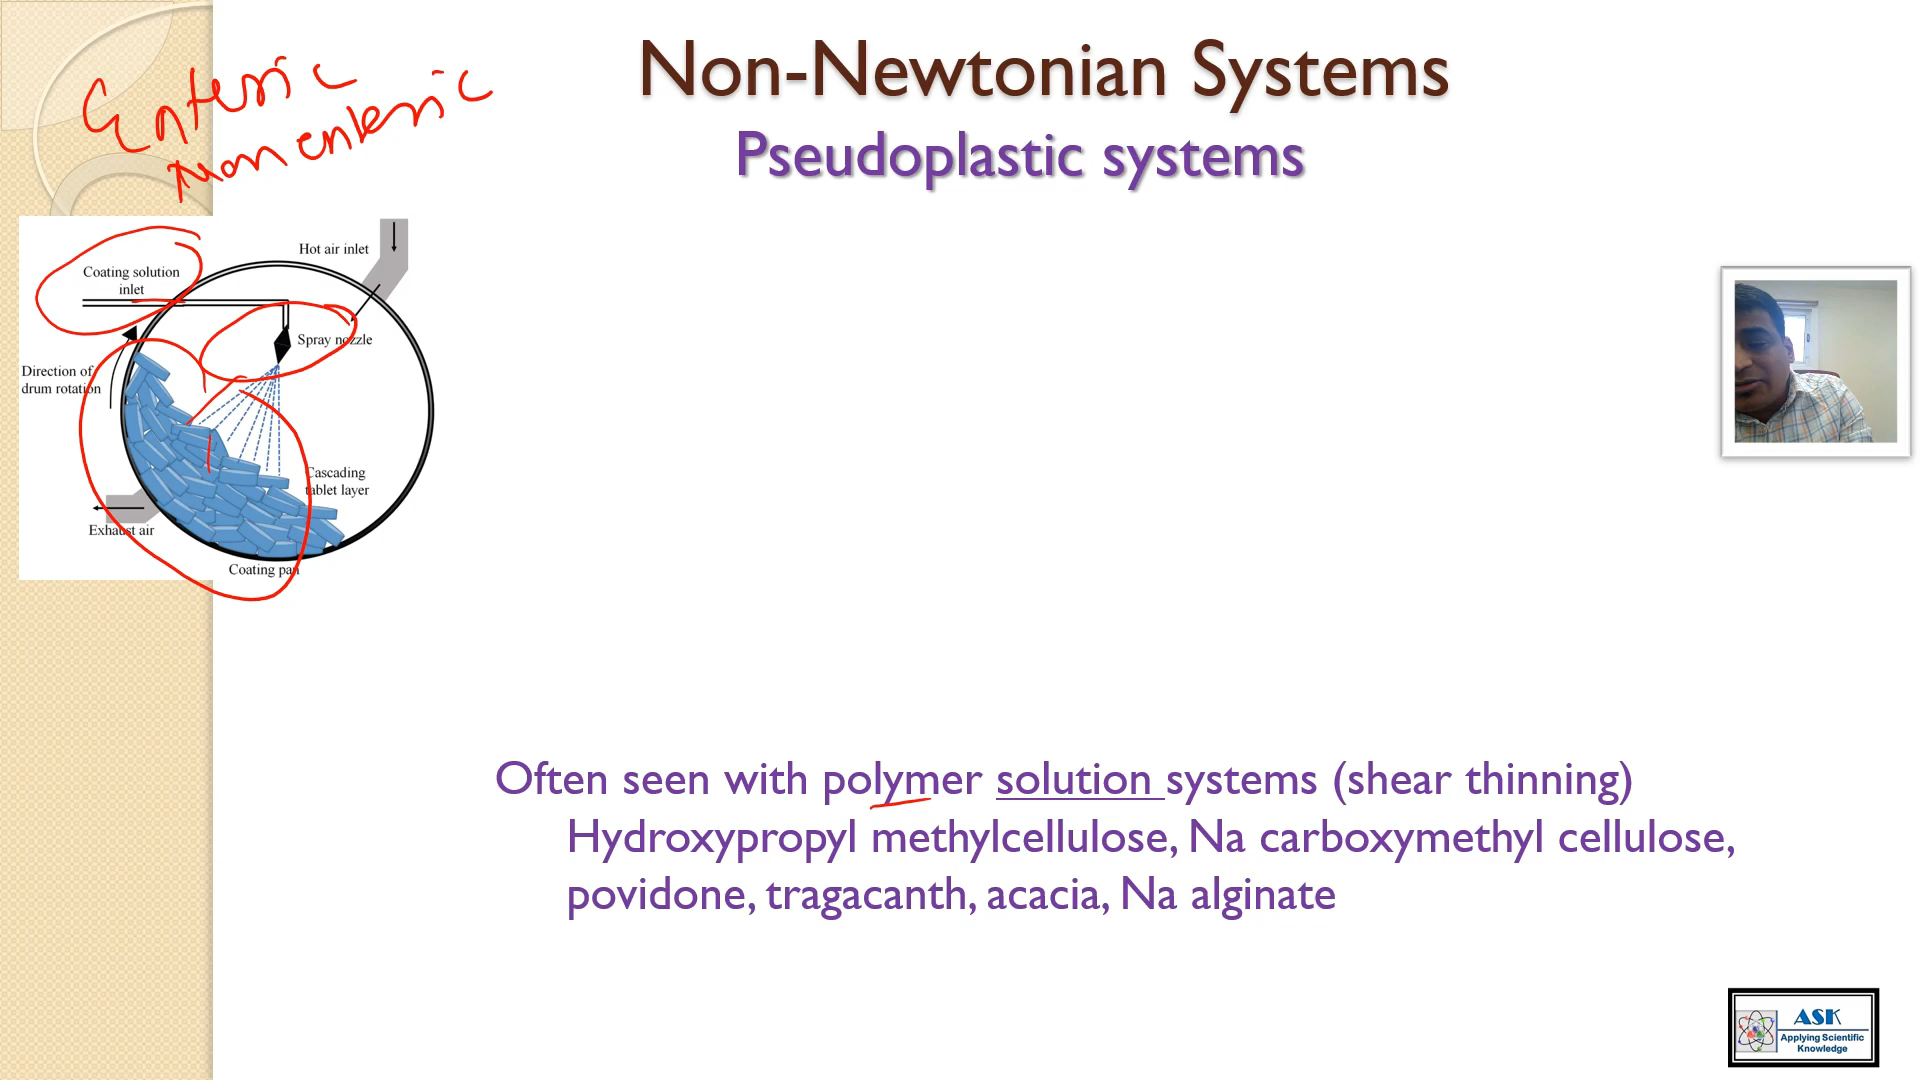 Non-Newtonian Systems
Pseudoplastic systems
Enteric
Non enteric
Hot air inlet
Coating solution
inlet
Spray nozzle
Direction of
drum rotation
Cascading
tablet layer
Exhaust air
Coating pan
Often seen with polymer solution systems (shear thinning)
Hydroxypropyl methylcellulose, Na carboxymethyl cellulose,
povidone, tragacanth, acacia, Na alginate
ASK
Applying Scientific
Knowledge